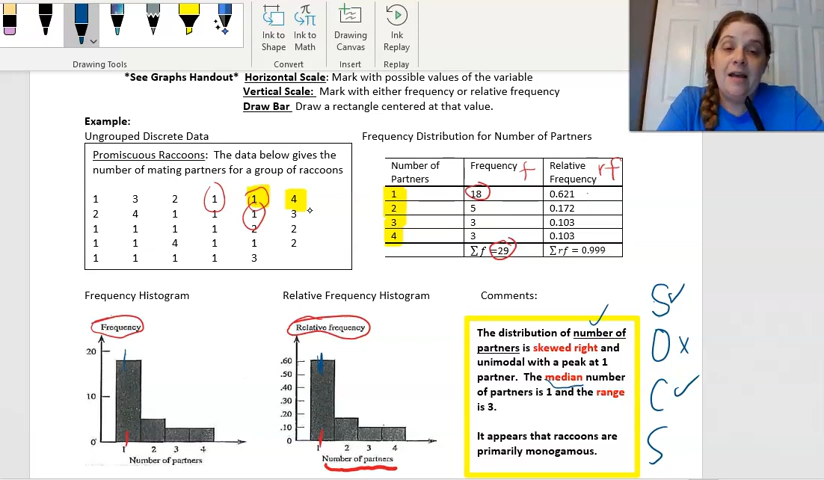 Ink to Shape
Ink to Math
Drawing Canvas
Ink Replay
Drawing Tools
Convert
Insert
Replay
*See Graphs Handout* Horizontal Scale: Mark with possible values of the variable
Vertical Scale: Mark with either frequency or relative frequency
Draw Bar Draw a rectangle centered at that value.
Example:
Ungrouped Discrete Data
Promiscuous Raccoons: The data below gives the
number of mating partners for a group of raccoons
1 3 2 1 1 4
2 4 1 1 1 3
1 1 1 1 2 2
1 1 4 1 1 2
1 1 1 1 3
Frequency Distribution for Number of Partners
Number of Partners Frequency f Relative Frequency rf
1 18 0.621
2 5 0.172
3 3 0.103
4 3 0.103
∑f = 29 ∑rf = 0.999
Frequency Histogram
Frequency
20
10
0
1 2 3 4
Number of partners
Relative Frequency Histogram
Relative frequency
.60
.50
.40
.30
.20
.10
0
1 2 3 4
Number of partners
Comments:
The distribution of number of
partners is skewed right and
unimodal with a peak at 1
partner. The median number
of partners is 1 and the range
is 3.
It appears that raccoons are
primarily monogamous.
S✓
O×
C✓
S